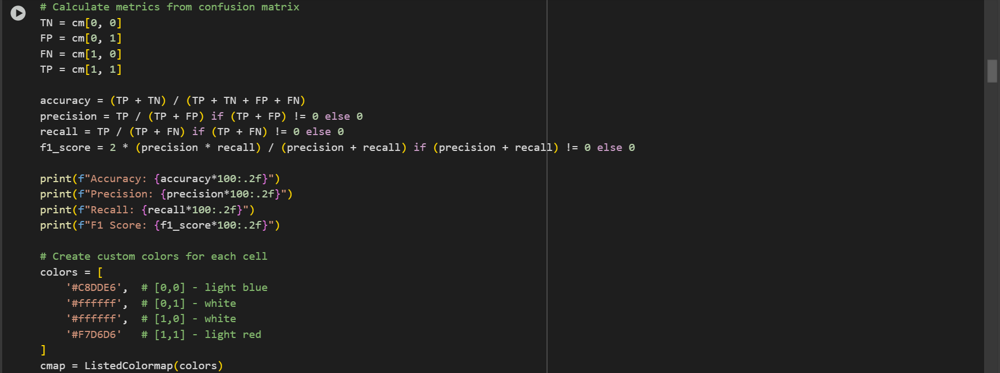 # Calculate metrics from confusion matrix
TN = cm[0, 0]
FP = cm[0, 1]
FN = cm[1, 0]
TP = cm[1, 1]

accuracy = (TP + TN) / (TP + TN + FP + FN)
precision = TP / (TP + FP) if (TP + FP) != 0 else 0
recall = TP / (TP + FN) if (TP + FN) != 0 else 0
f1_score = 2 * (precision * recall) / (precision + recall) if (precision + recall) != 0 else 0

print(f"Accuracy: {accuracy*100:.2f}")
print(f"Precision: {precision*100:.2f}")
print(f"Recall: {recall*100:.2f}")
print(f"F1 Score: {f1_score*100:.2f}")

# Create custom colors for each cell
colors = [
    '#C8DDE6',  # [0,0] - light blue
    '#ffffff',  # [0,1] - white
    '#ffffff',  # [1,0] - white
    '#F7D6D6'   # [1,1] - light red
]
cmap = ListedColormap(colors)